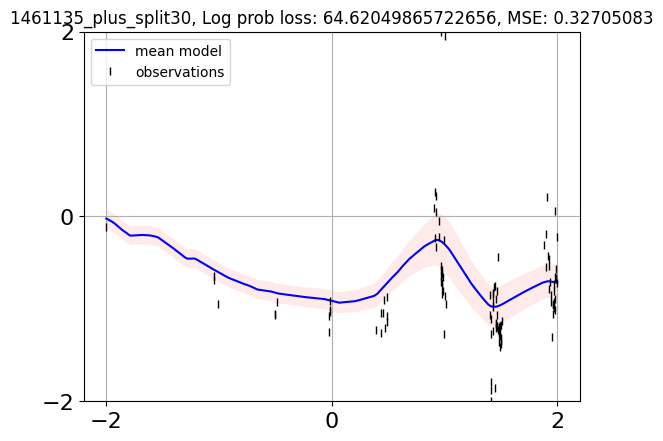 1461135_plus_split30, Log prob loss: 64.62049865722656, MSE: 0.32705083
2
mean model
observations
0
−2
−2
0
2